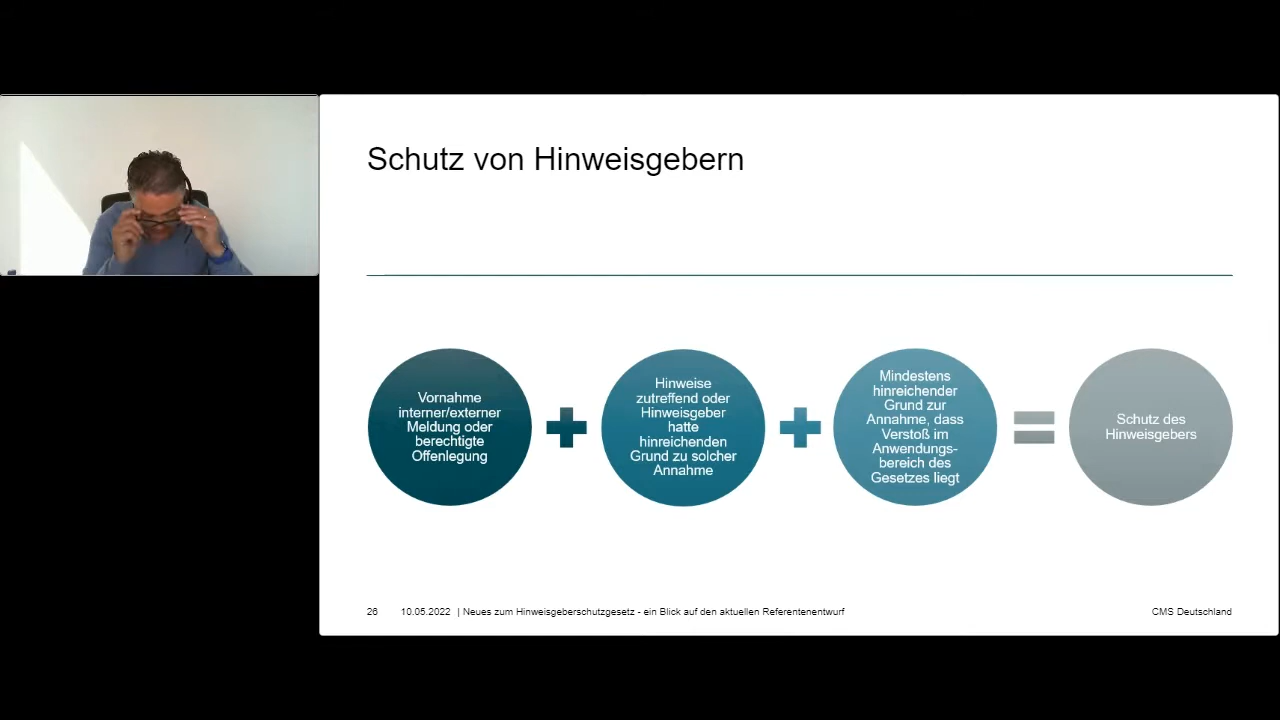 Schutz von Hinweisgebern
Vornahme
interner/externer
Meldung oder
berechtigte
Offenlegung
Hinweise
zutreffend oder
Hinweisgeber
hatte
hinreichenden
Grund zu solcher
Annahme
Mindestens
hinreichender
Grund zur
Annahme, dass
Verstoß im
Anwendungs-
bereich des
Gesetzes liegt
Schutz des
Hinweisgebers
26 10.05.2022 | Neues zum Hinweisgeberschutzgesetz - ein Blick auf den aktuellen Referentenentwurf CMS Deutschland